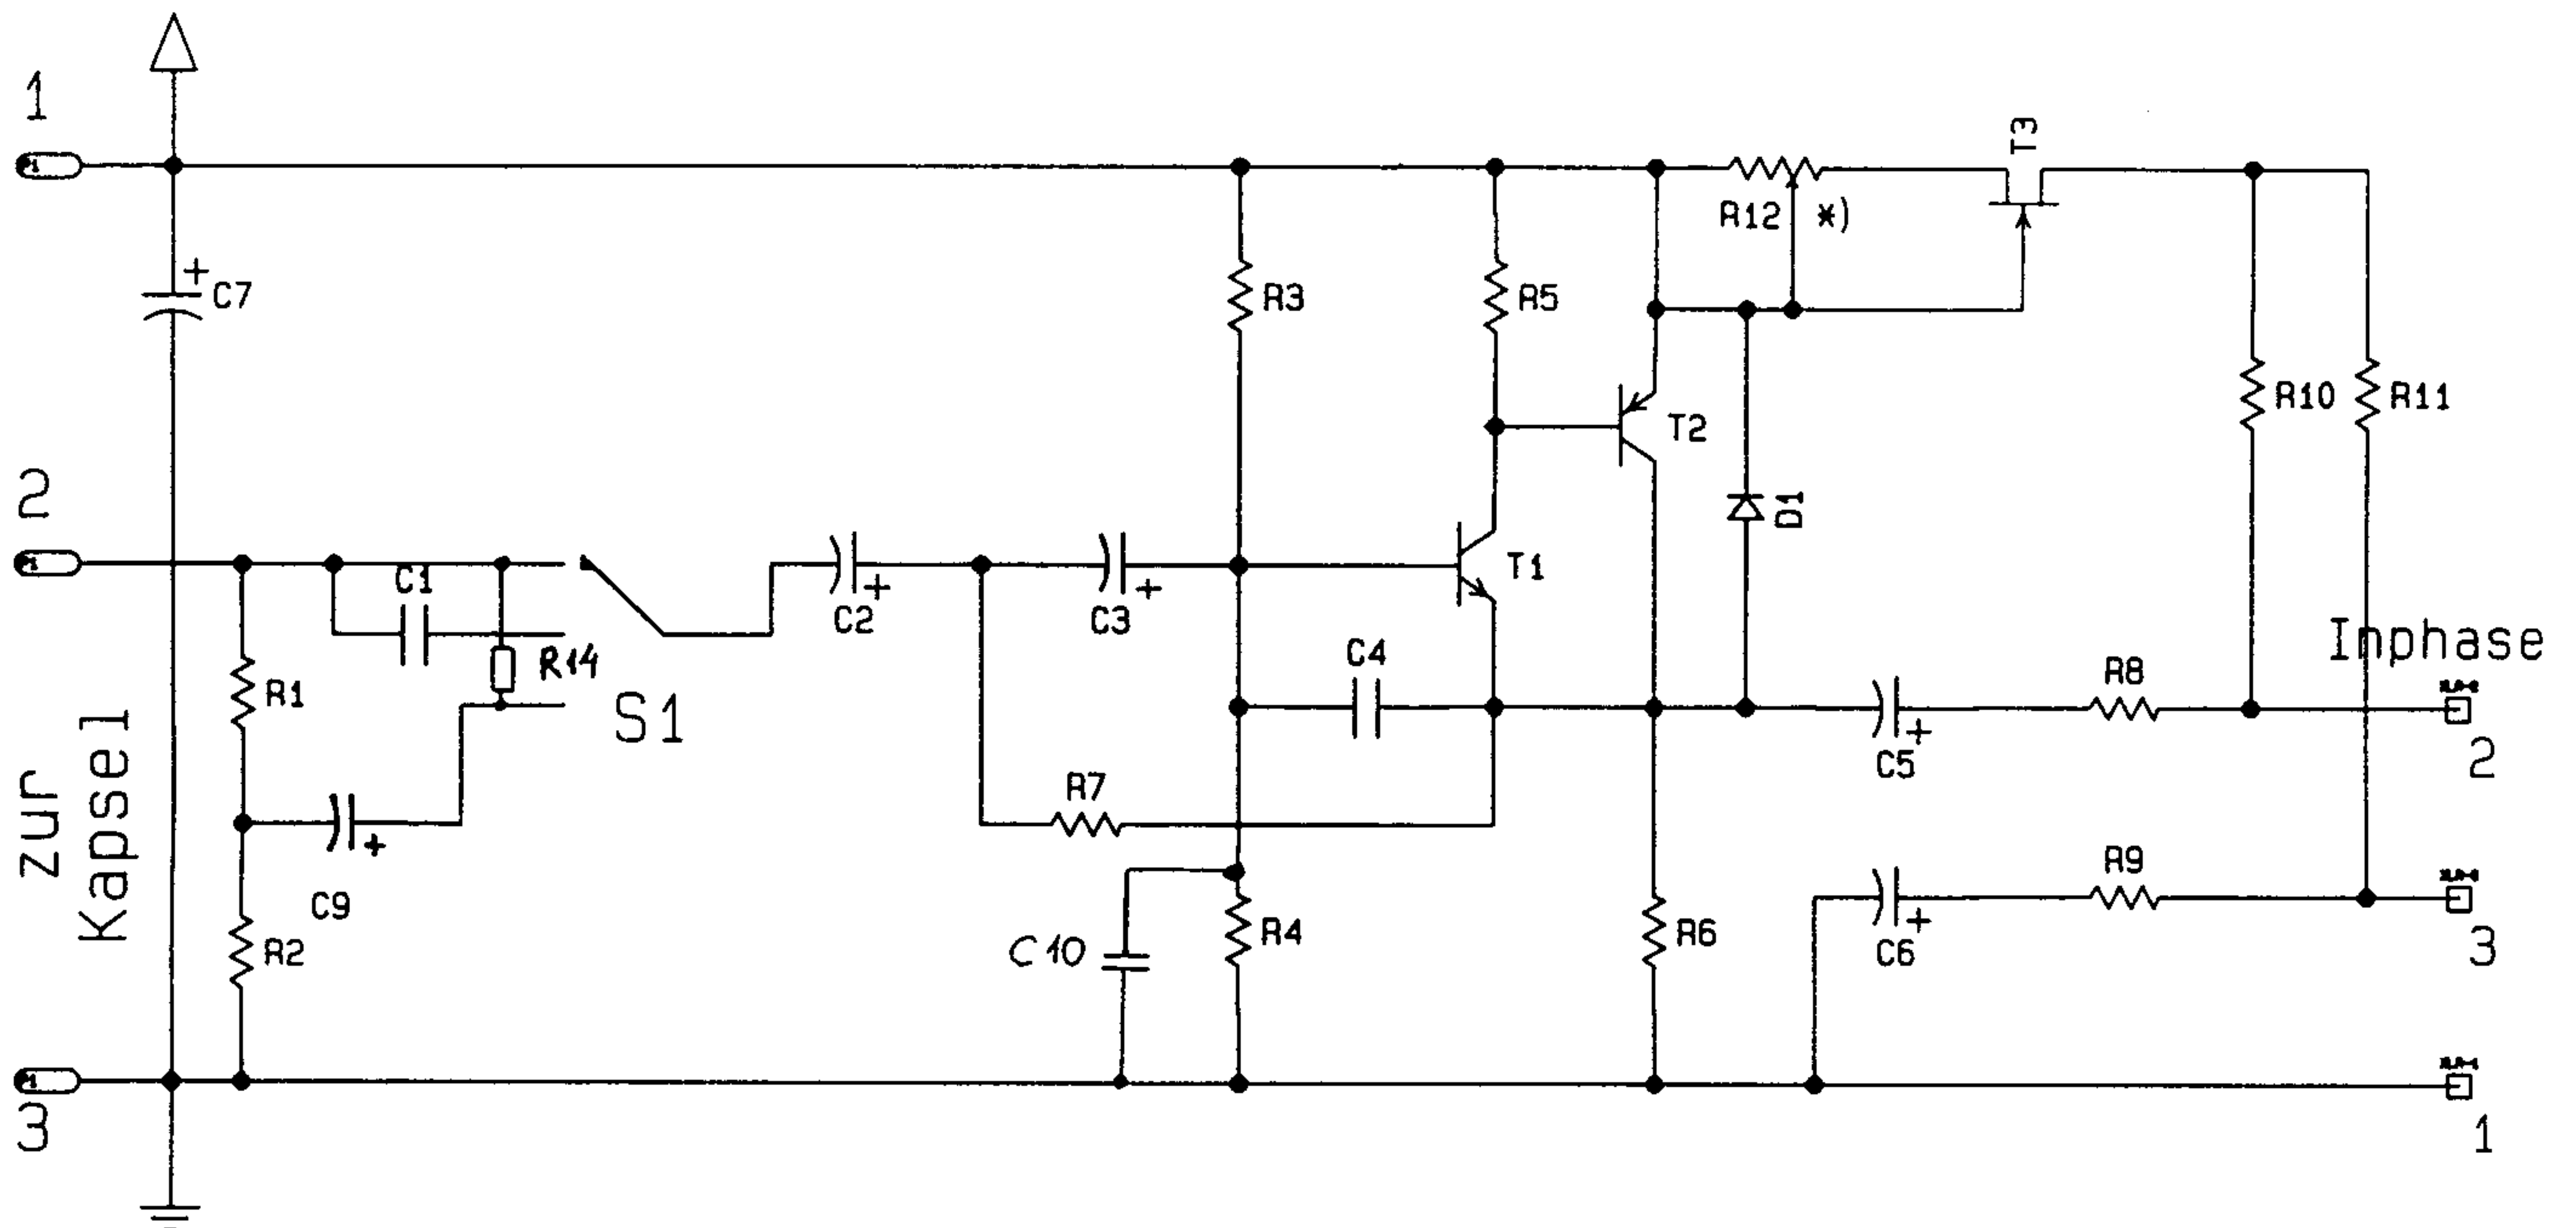 1
T3
R12 *)
+
C7
R3
R5
R10
R11
T2
2
D1
C1
T1
C2 +
C3 +
R14
Inphase
C4
R8
R1
S1
zur
Kapsel
+
C5
2
R7
+
C9
R9
R2
C10
R4
R6
+
C6
3
3
1